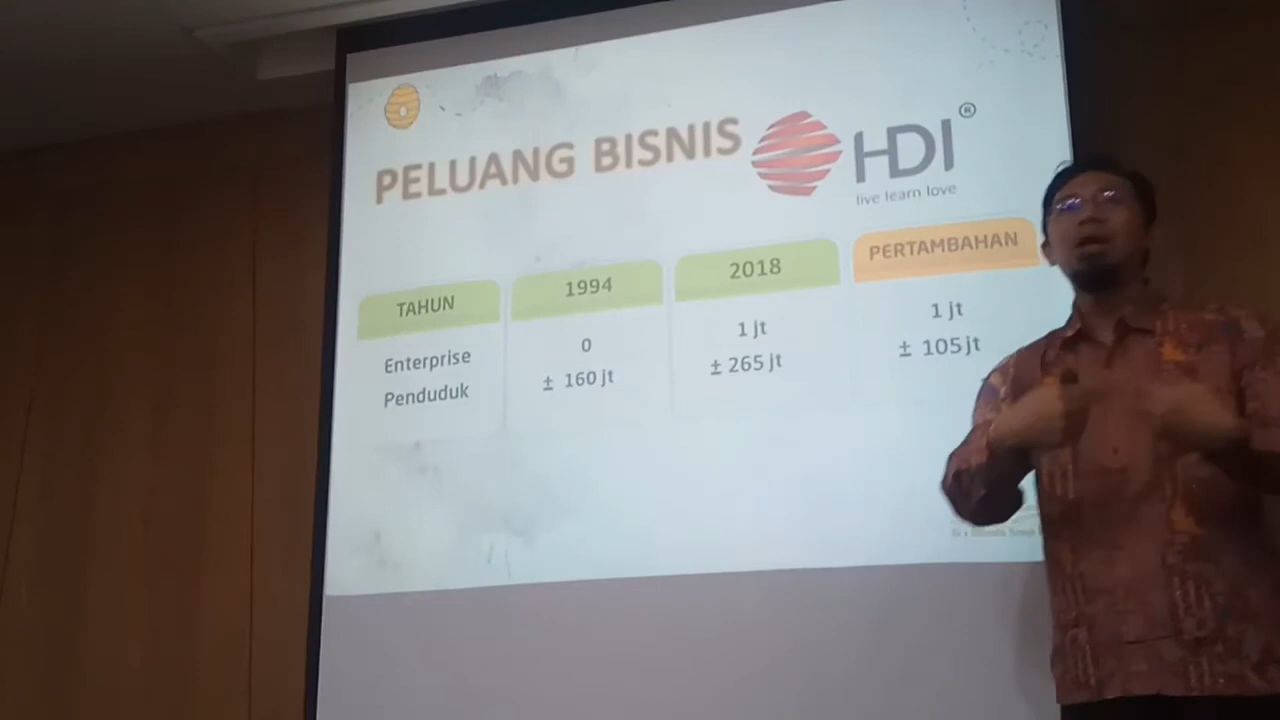 PELUANG BISNIS HDI®
live learn love
TAHUN 1994 2018 PERTAMBAHAN
Enterprise 0 1 jt 1 jt
Penduduk ± 160 jt ± 265 jt ± 105 jt